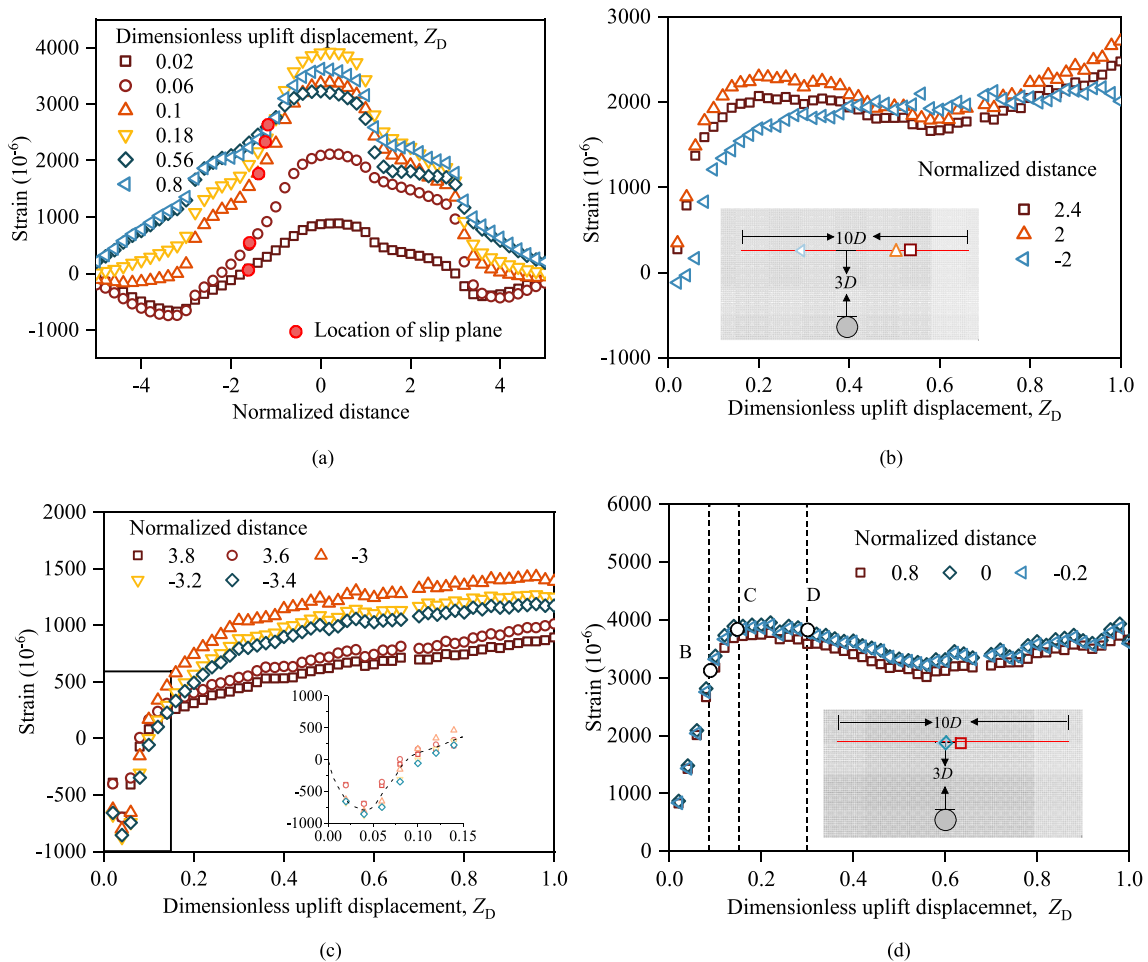 Dimensionless uplift displacement, Z_D
0.02
0.06
0.1
0.18
0.56
0.8
Location of slip plane
Strain (10⁻⁶)
4000
3000
2000
1000
0
-1000
-4 -2 0 2 4
Normalized distance
(a)
Strain (10⁻⁶)
3000
2000
1000
0
-1000
Normalized distance
2.4
2
-2
10D
3D
0.0 0.2 0.4 0.6 0.8 1.0
Dimensionless uplift displacement, Z_D
(b)
Strain (10⁻⁶)
2000
1500
1000
500
0
-500
-1000
Normalized distance
3.8 3.6 -3
-3.2 -3.4
1000
500
0
-500
-1000
0.00 0.05 0.10 0.15
0.0 0.2 0.4 0.6 0.8 1.0
Dimensionless uplift displacement, Z_D
(c)
Strain (10⁻⁶)
6000
5000
4000
3000
2000
1000
0
Normalized distance
0.8 0 -0.2
B
C
D
10D
3D
0.0 0.2 0.4 0.6 0.8 1.0
Dimensionless uplift displacemnet, Z_D
(d)